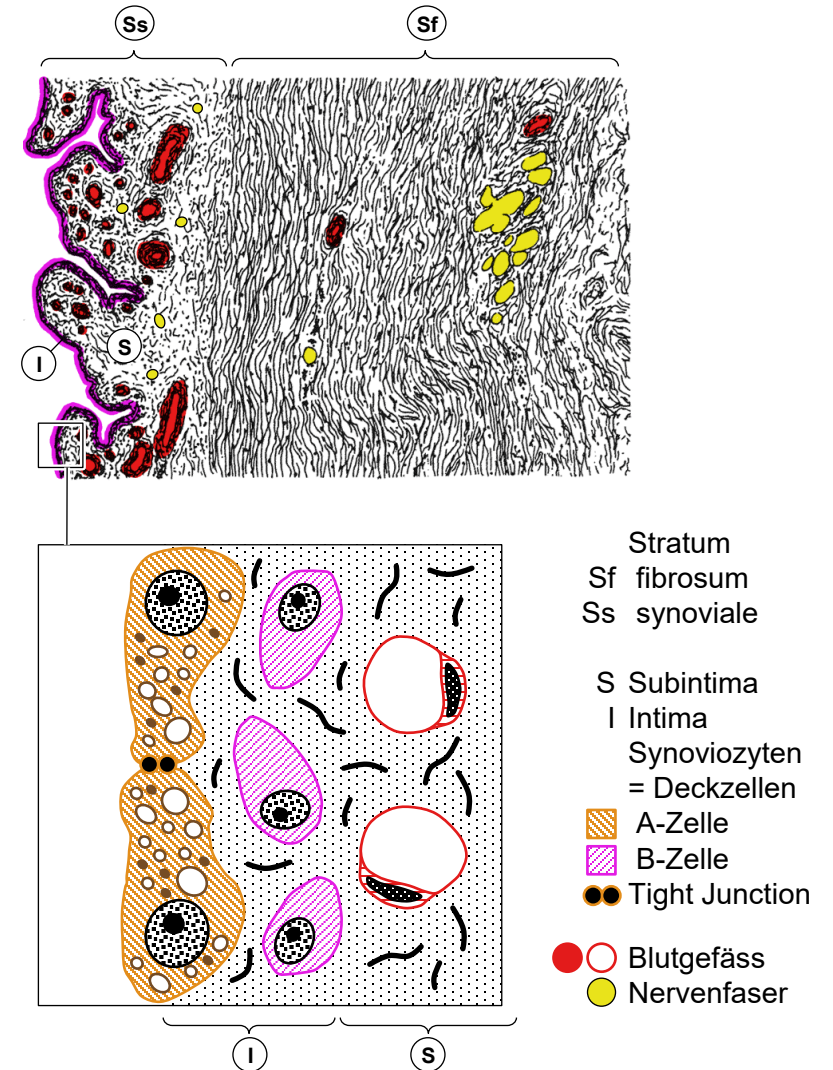 Ss
Sf
S
I
Stratum
Sf fibrosum
Ss synoviale
S Subintima
I Intima
Synoviozyten
= Deckzellen
A-Zelle
B-Zelle
Tight Junction
Blutgefäss
Nervenfaser
I
S